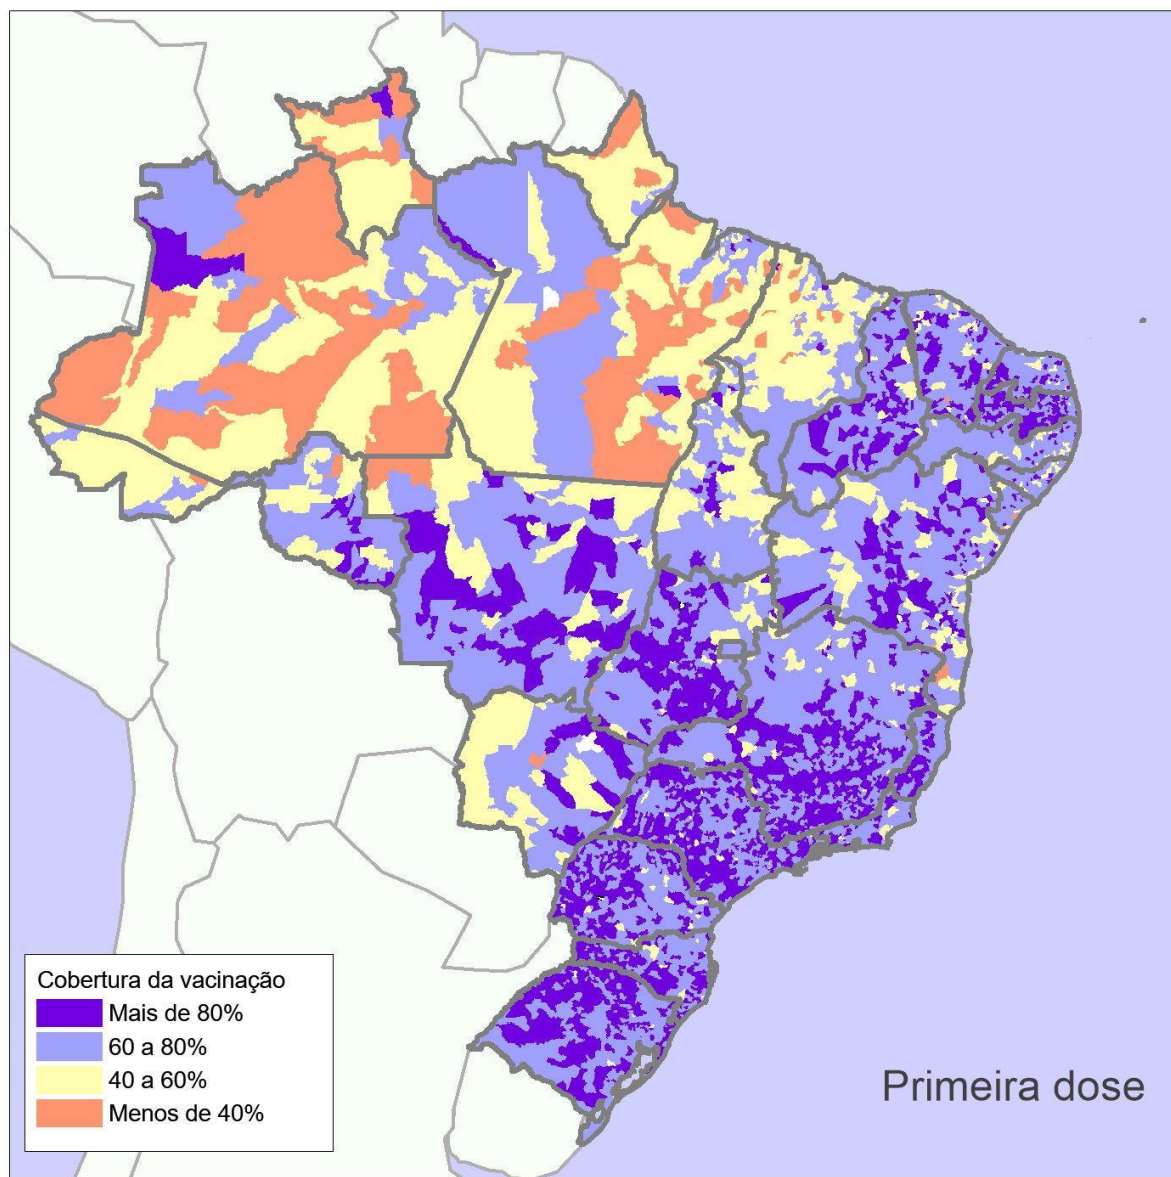 Cobertura da vacinação
Mais de 80%
60 a 80%
40 a 60%
Menos de 40%
Primeira dose